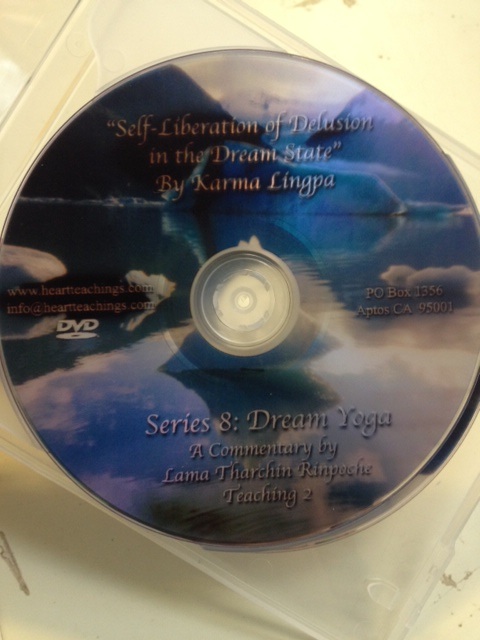 "Self-Liberation of Delusion
in the Dream State"
By Karma Lingpa
www.heartteachings.com
info@heartteachings.com
DVD
PO Box 1356
Aptos CA 95001
Series 8: Dream Yoga
A Commentary by
Lama Tharchin Rinpoche
Teaching 2